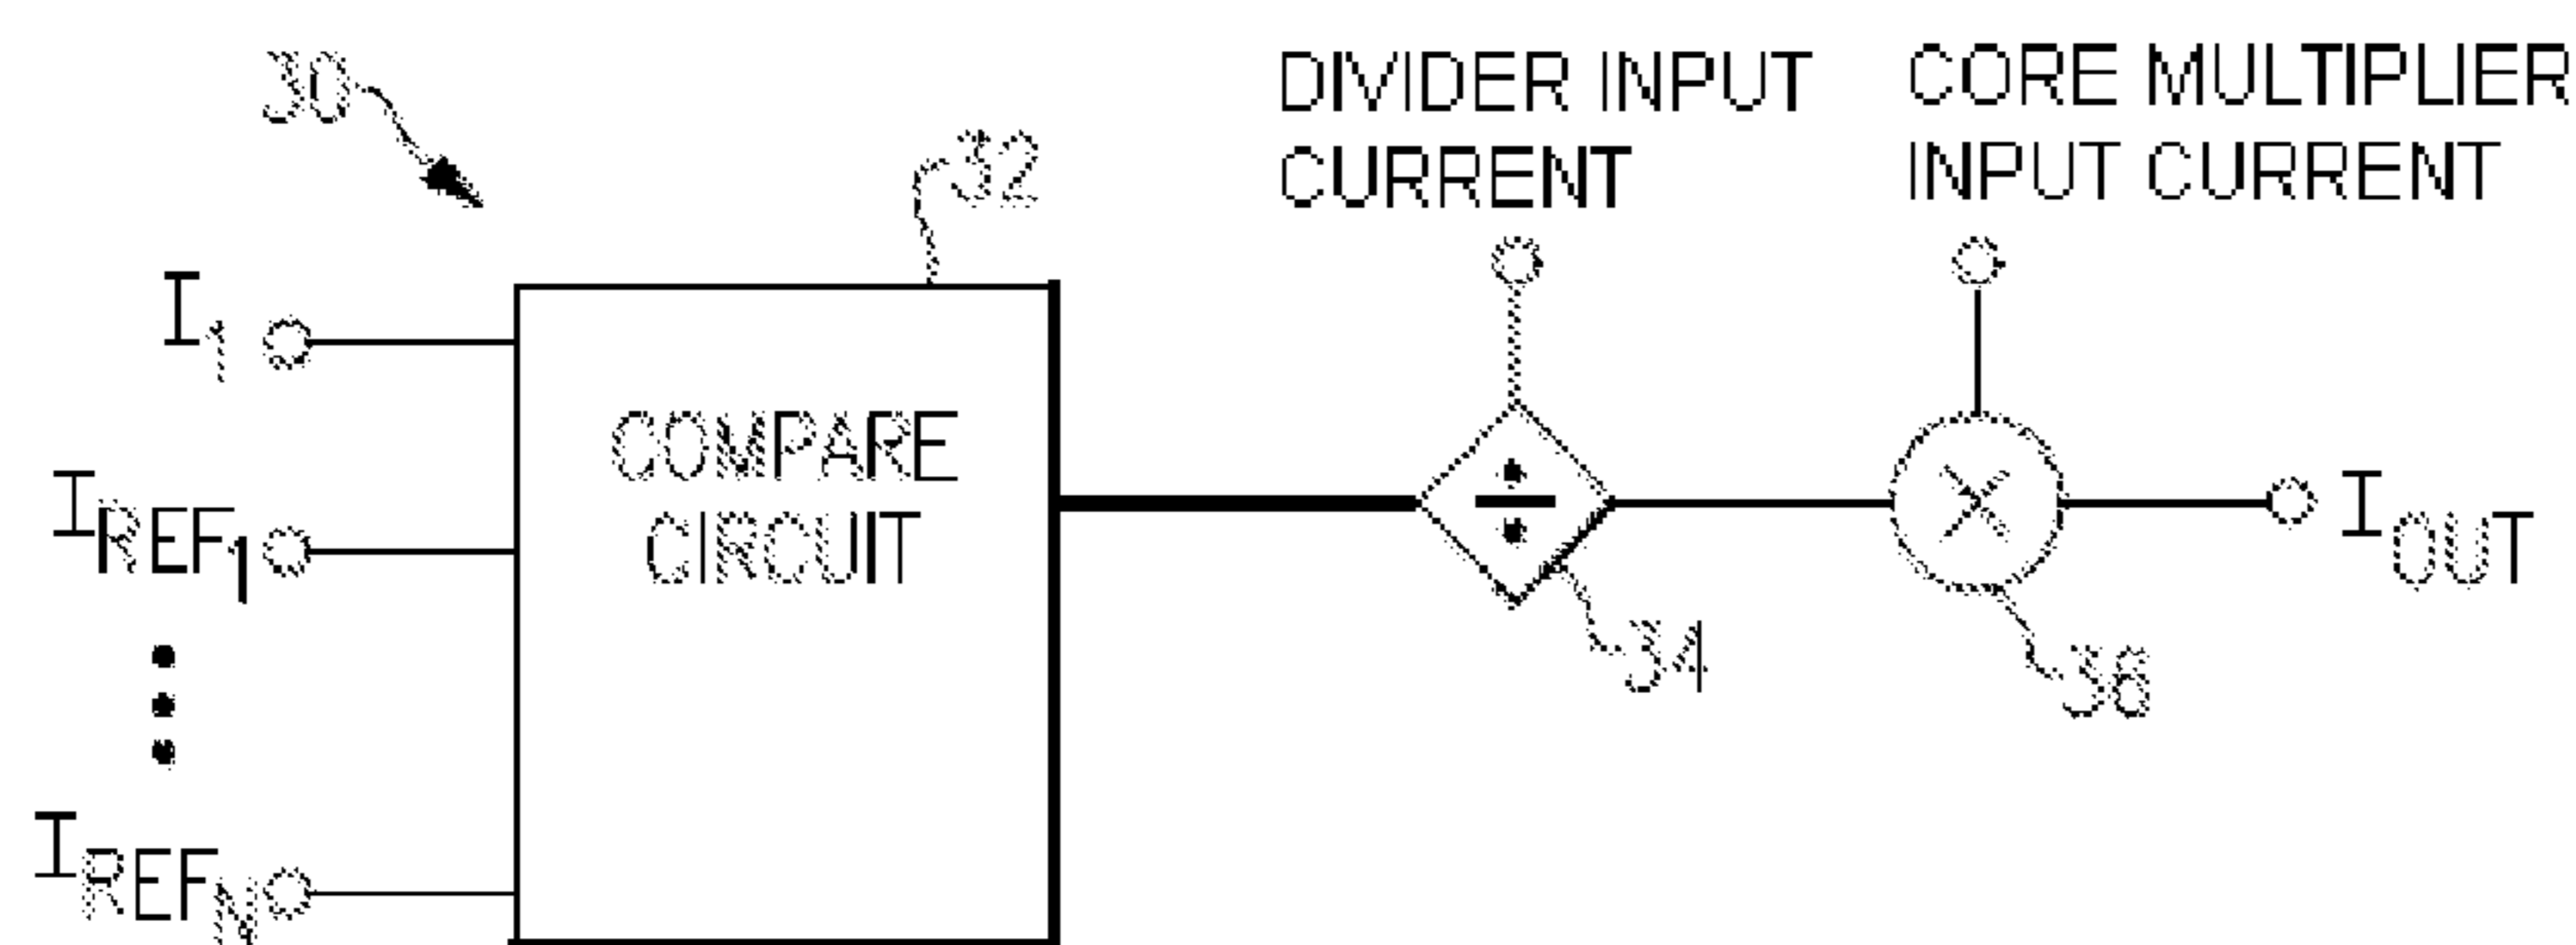 30
32
DIVIDER INPUT
CURRENT
CORE MULTIPLIER
INPUT CURRENT
I1
COMPARE
CIRCUIT
IREF1
÷
×
IOUT
34
36
IREFN